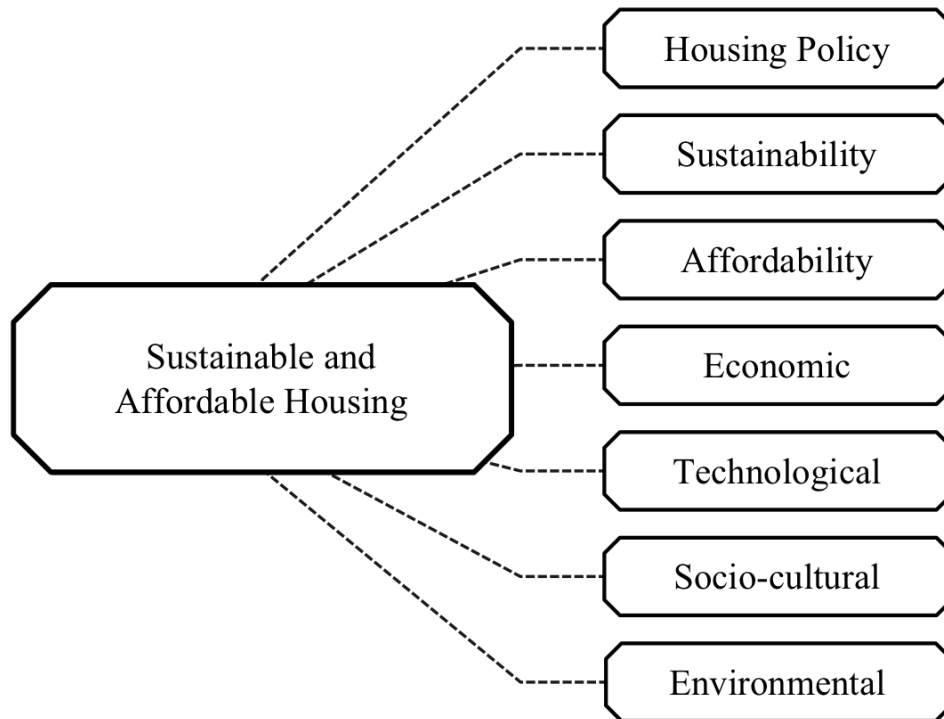 Housing Policy
Sustainability
Affordability
Sustainable and
Affordable Housing
Economic
Technological
Socio-cultural
Environmental